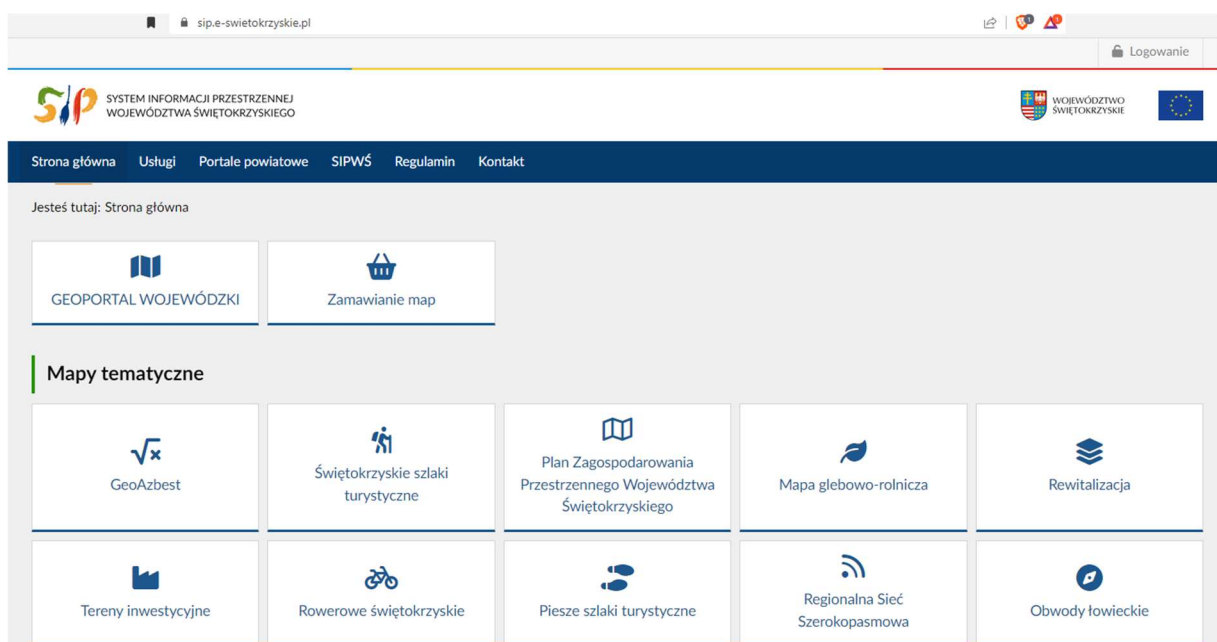 sip.e-swietokrzyskie.pl
Logowanie
SIP
SYSTEM INFORMACJI PRZESTRZENNEJ
WOJEWÓDZTWA ŚWIĘTOKRZYSKIEGO
WOJEWÓDZTWO
ŚWIĘTOKRZYSKIE
Strona główna Usługi Portale powiatowe SIPWŚ Regulamin Kontakt
Jesteś tutaj: Strona główna
GEOPORTAL WOJEWÓDZKI
Zamawianie map
Mapy tematyczne
GeoAzbest
Świętokrzyskie szlaki
turystyczne
Plan Zagospodarowania
Przestrzennego Województwa
Świętokrzyskiego
Mapa glebowo-rolnicza
Rewitalizacja
Tereny inwestycyjne
Rowerowe świętokrzyskie
Piesze szlaki turystyczne
Regionalna Sieć
Szerokopasmowa
Obwody łowieckie